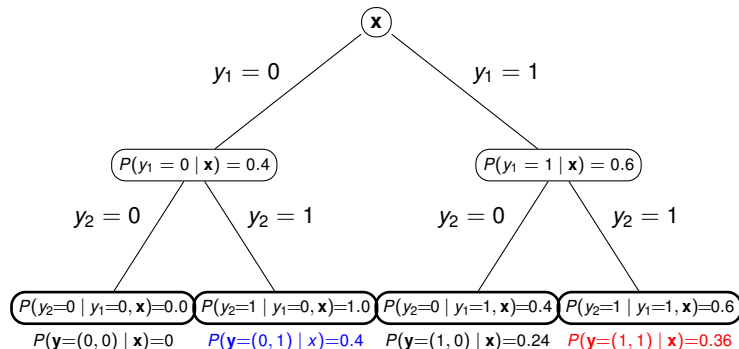 x
y₁ = 0 y₁ = 1
P(y₁ = 0 | x) = 0.4 P(y₁ = 1 | x) = 0.6
y₂ = 0 y₂ = 1 y₂ = 0 y₂ = 1
P(y₂=0 | y₁=0, x)=0.0 P(y₂=1 | y₁=0, x)=1.0 P(y₂=0 | y₁=1, x)=0.4 P(y₂=1 | y₁=1, x)=0.6
P(y=(0, 0) | x)=0 P(y=(0, 1) | x)=0.4 P(y=(1, 0) | x)=0.24 P(y=(1, 1) | x)=0.36